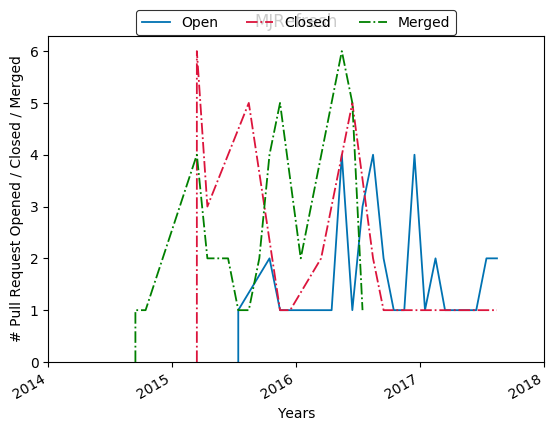 MJRefresh
Open Closed Merged
# Pull Request Opened / Closed / Merged
6
5
4
3
2
1
0
2014 2015 2016 2017 2018
Years